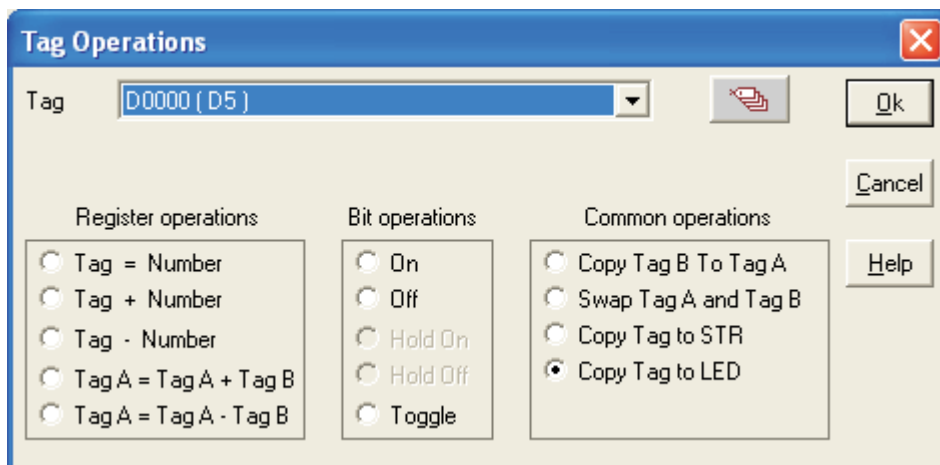 Tag Operations
Tag D0000 ( D5 ) Ok
Cancel
Register operations Bit operations Common operations
Tag = Number On Copy Tag B To Tag A Help
Tag + Number Off Swap Tag A and Tag B
Tag - Number Hold On Copy Tag to STR
Tag A = Tag A + Tag B Hold Off Copy Tag to LED
Tag A = Tag A - Tag B Toggle